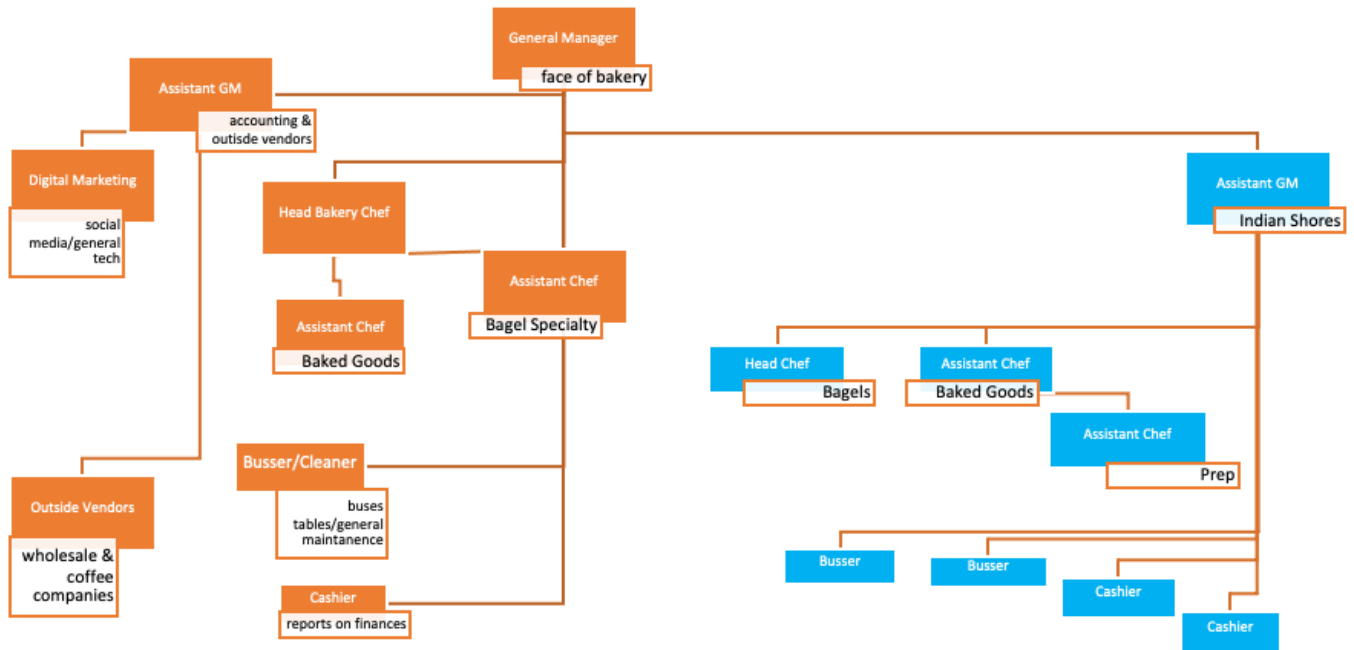 General Manager
face of bakery
Assistant GM
accounting &
outisde vendors
Digital Marketing
social
media/general
tech
Head Bakery Chef
Assistant Chef
Bagel Specialty
Assistant Chef
Baked Goods
Busser/Cleaner
buses
tables/general
maintanence
Outside Vendors
wholesale &
coffee
companies
Cashier
reports on finances
Assistant GM
Indian Shores
Head Chef
Bagels
Assistant Chef
Baked Goods
Assistant Chef
Prep
Busser
Busser
Cashier
Cashier